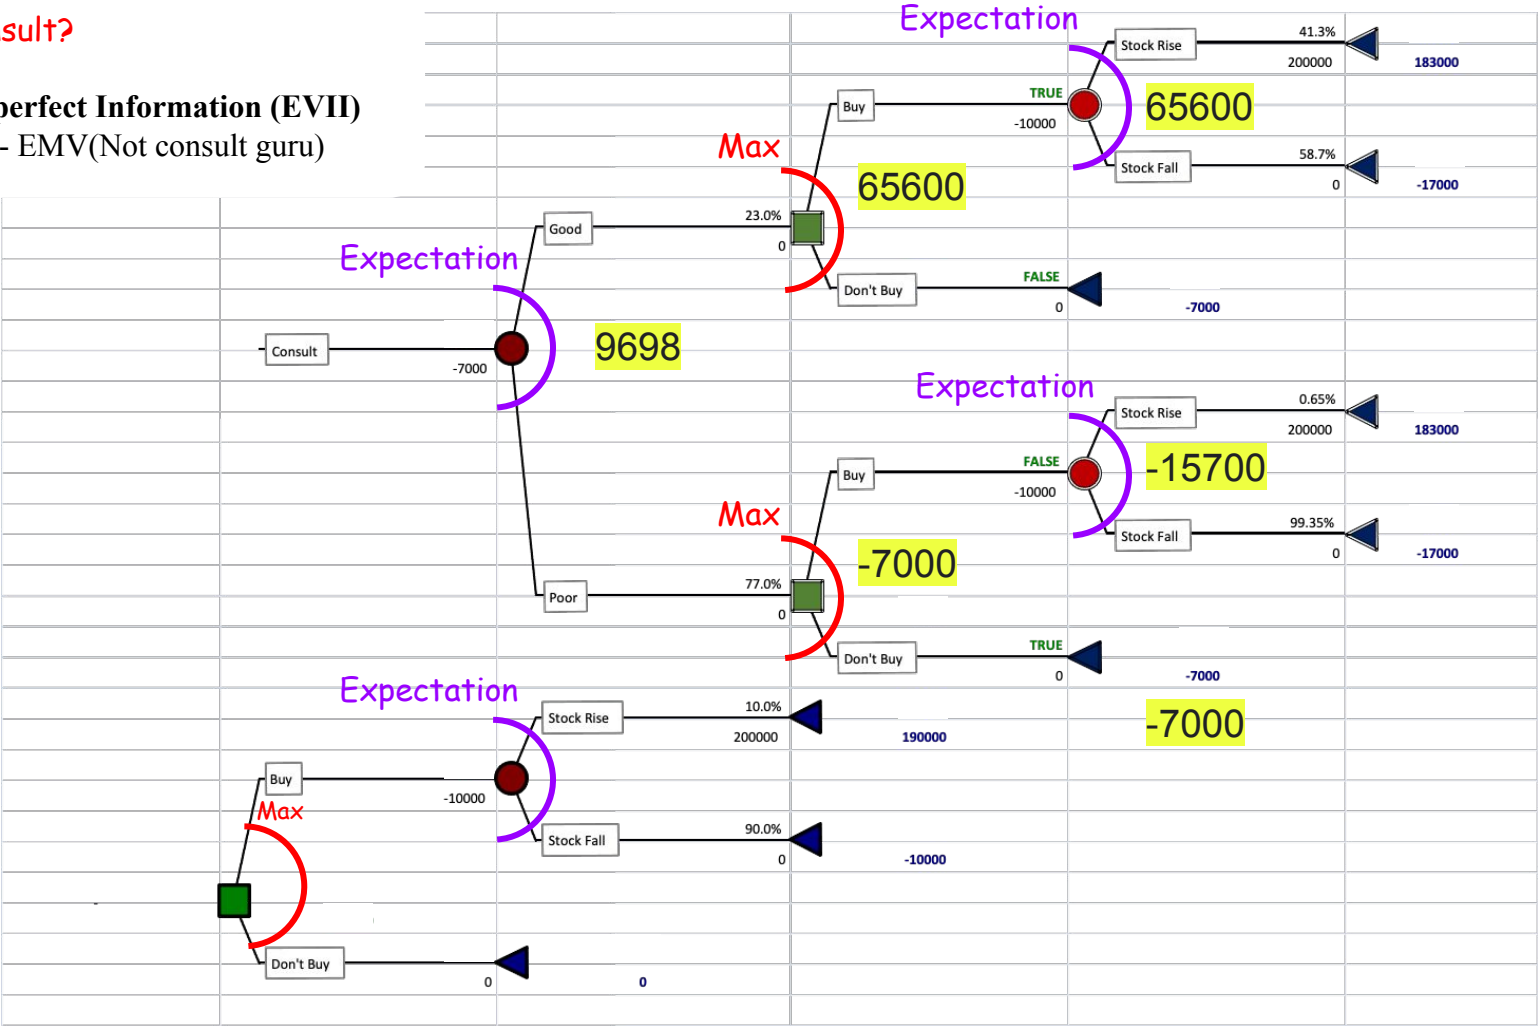 sult?
perfect Information (EVII)
- EMV(Not consult guru)
Expectation
Stock Rise
41.3%
200000
183000
Buy
TRUE
-10000
65600
Max
Stock Fall
58.7%
0
-17000
65600
Good
23.0%
0
Expectation
Don't Buy
FALSE
0
-7000
Consult
-7000
9698
Expectation
Stock Rise
0.65%
200000
183000
Buy
FALSE
-10000
-15700
Max
Stock Fall
99.35%
0
-17000
-7000
Poor
77.0%
0
Don't Buy
TRUE
0
-7000
Expectation
Stock Rise
10.0%
200000
190000
-7000
Buy
-10000
Max
Stock Fall
90.0%
0
-10000
-
Don't Buy
0
0